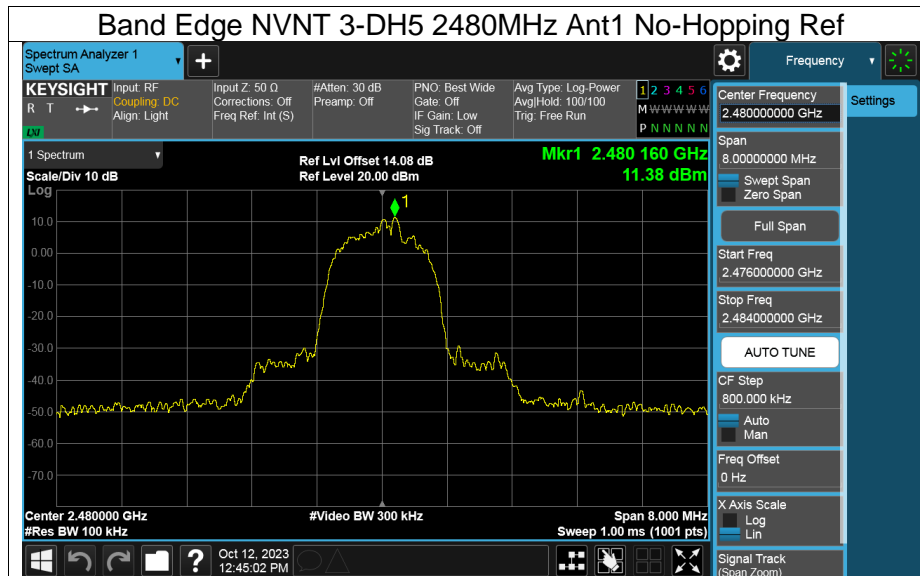 Band Edge NVNT 3-DH5 2480MHz Ant1 No-Hopping Ref
Spectrum Analyzer 1
Swept SA
+
Frequency
KEYSIGHT
R T
LXI
Input: RF
Coupling: DC
Align: Light
Input Z: 50 Ω
Corrections: Off
Freq Ref: Int (S)
#Atten: 30 dB
Preamp: Off
PNO: Best Wide
Gate: Off
IF Gain: Low
Sig Track: Off
Avg Type: Log-Power
Avg|Hold: 100/100
Trig: Free Run
1 2 3 4 5 6
M W W W W W
P N N N N N
Center Frequency
2.480000000 GHz
Settings
Span
8.00000000 MHz
Swept Span
Zero Span
Full Span
Start Freq
2.476000000 GHz
Stop Freq
2.484000000 GHz
AUTO TUNE
CF Step
800.000 kHz
Auto
Man
Freq Offset
0 Hz
X Axis Scale
Log
Lin
Signal Track
(Span Zoom)
1 Spectrum
Scale/Div 10 dB
Ref Lvl Offset 14.08 dB
Ref Level 20.00 dBm
Mkr1 2.480 160 GHz
11.38 dBm
Log
1
10.0
0.00
-10.0
-20.0
-30.0
-40.0
-50.0
-60.0
-70.0
Center 2.480000 GHz
#Res BW 100 kHz
#Video BW 300 kHz
Span 8.000 MHz
Sweep 1.00 ms (1001 pts)
?
Oct 12, 2023
12:45:02 PM